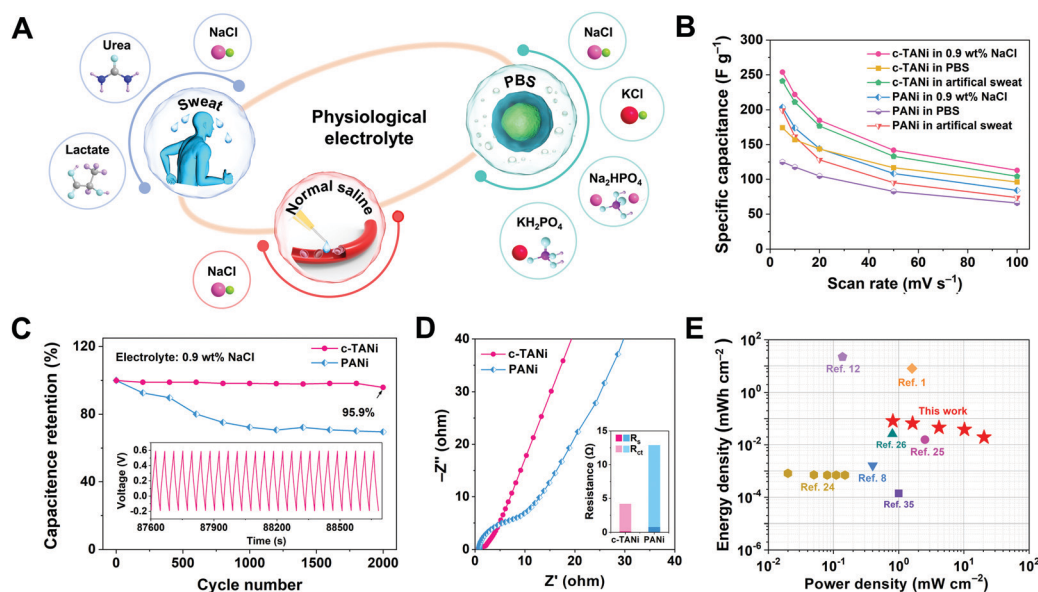 A
Urea
NaCl
Sweat
Lactate
Physiological
electrolyte
Normal saline
NaCl
PBS
NaCl
KCl
Na₂HPO₄
KH₂PO₄
B
Specific capacitance (F g⁻¹)
350
300
250
200
150
100
50
0
c-TANi in 0.9 wt% NaCl
c-TANi in PBS
c-TANi in artifical sweat
PANi in 0.9 wt% NaCl
PANi in PBS
PANi in artifical sweat
0 20 40 60 80 100
Scan rate (mV s⁻¹)
C
Capacitance retention (%)
120
80
40
0
Electrolyte: 0.9 wt% NaCl
c-TANi
PANi
95.9%
Voltage (V)
0.6
0.4
0.2
0.0
-0.2
87600 87900 88200 88500
Time (s)
0 500 1000 1500 2000
Cycle number
D
–Z'' (ohm)
40
30
20
10
0
c-TANi
PANi
Resistance (Ω)
15
10
5
0
Rs
Rct
c-TANi PANi
0 10 20 30 40
Z' (ohm)
E
Energy density (mWh cm⁻²)
10²
10⁰
10⁻²
10⁻⁴
10⁻⁶
Ref. 12
Ref. 1
This work
Ref. 26
Ref. 25
Ref. 24
Ref. 8
Ref. 35
10⁻² 10⁻¹ 10⁰ 10¹ 10²
Power density (mW cm⁻²)